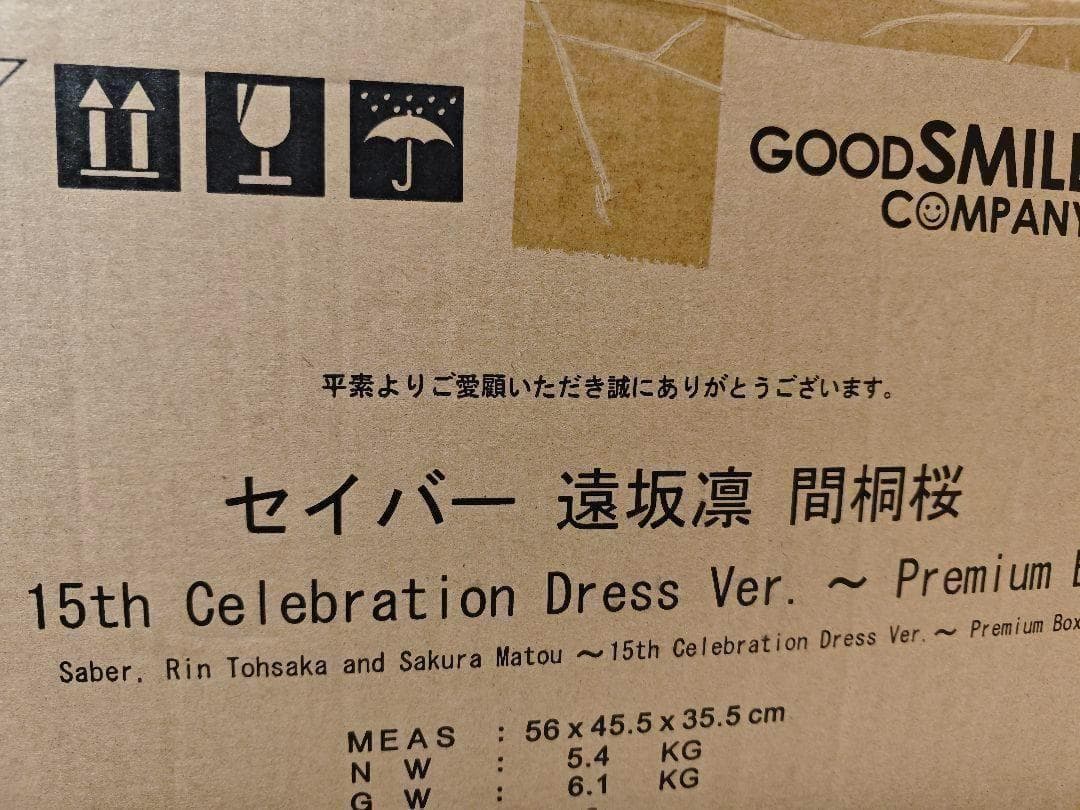 GOODSMILE
COMPANY
平素よりご愛顧いただき誠にありがとうございます。
セイバー 遠坂凛 間桐桜
15th Celebration Dress Ver. ～ Premium
Saber, Rin Tohsaka and Sakura Matou ～15th Celebration Dress Ver.～ Premium Box
MEAS : 56 x 45.5 x 35.5 cm
N W : 5.4 KG
G W : 6.1 KG